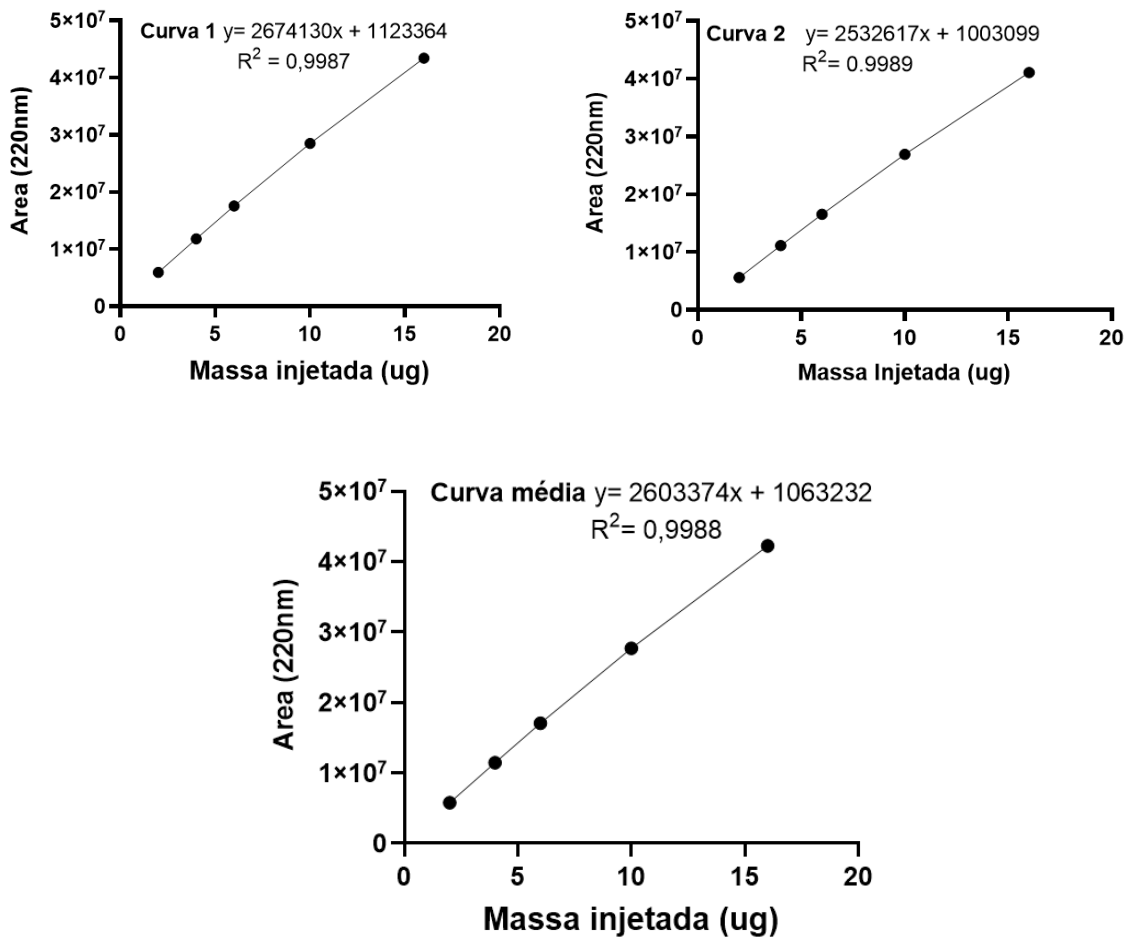 Curva 1 y= 2674130x + 1123364
R² = 0,9987
5×10⁷
4×10⁷
3×10⁷
2×10⁷
1×10⁷
0
Area (220nm)
0 5 10 15 20
Massa injetada (ug)
Curva 2 y= 2532617x + 1003099
R²= 0.9989
5×10⁷
4×10⁷
3×10⁷
2×10⁷
1×10⁷
0
Area (220nm)
0 5 10 15 20
Massa Injetada (ug)
Curva média y= 2603374x + 1063232
R²= 0,9988
5×10⁷
4×10⁷
3×10⁷
2×10⁷
1×10⁷
0
Area (220nm)
0 5 10 15 20
Massa injetada (ug)